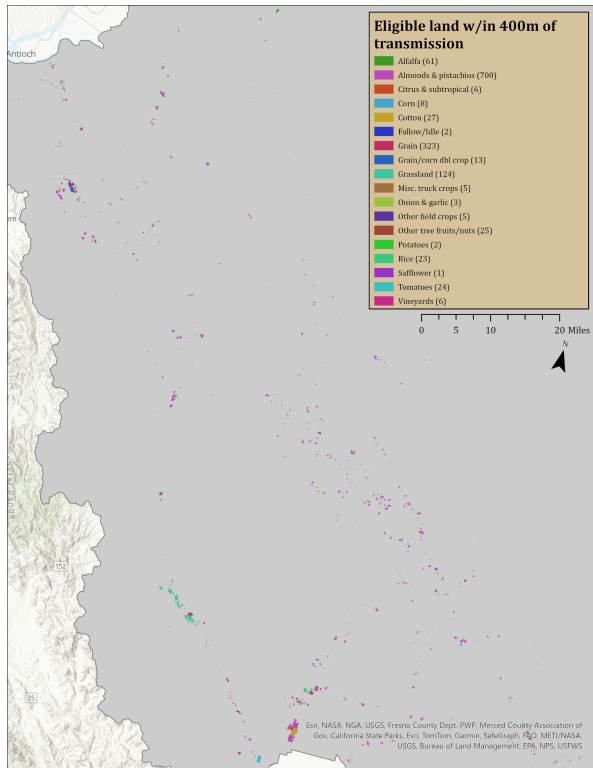 Antioch
Eligible land w/in 400m of
transmission
Alfalfa (61)
Almonds & pistachios (700)
Citrus & subtropical (6)
Corn (8)
Cotton (27)
Fallow/Idle (2)
Grain (323)
Grain/corn dbl crop (13)
Grassland (124)
Misc. truck crops (5)
Onion & garlic (3)
Other field crops (5)
Other tree fruits/nuts (25)
Potatoes (2)
Rice (23)
Safflower (1)
Tomatoes (24)
Vineyards (6)
0 5 10 20 Miles
N
ore
Range
152
25
Esri, NASA, NGA, USGS, Fresno County Dept. PWP, Merced County Association of
Gov, California State Parks, Esri, TomTom, Garmin, SafeGraph, FAO, METI/NASA,
USGS, Bureau of Land Management, EPA, NPS, USFWS